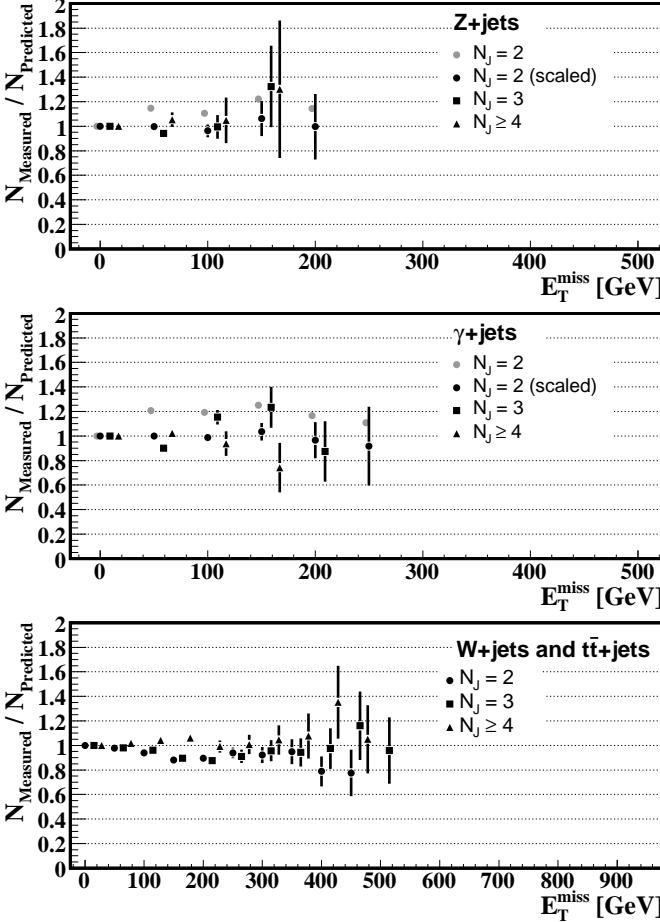 Z+jets
N_J = 2
N_J = 2 (scaled)
N_J = 3
N_J ≥ 4
N_Measured / N_Predicted
2
1.8
1.6
1.4
1.2
1
0.8
0.6
0.4
0.2
0
0 100 200 300 400 500
E_T^miss [GeV]
γ+jets
N_J = 2
N_J = 2 (scaled)
N_J = 3
N_J ≥ 4
N_Measured / N_Predicted
2
1.8
1.6
1.4
1.2
1
0.8
0.6
0.4
0.2
0
0 100 200 300 400 500
E_T^miss [GeV]
W+jets and tt̄+jets
N_J = 2
N_J = 3
N_J ≥ 4
N_Measured / N_Predicted
2
1.8
1.6
1.4
1.2
1
0.8
0.6
0.4
0.2
0
0 100 200 300 400 500 600 700 800 900
E_T^miss [GeV]